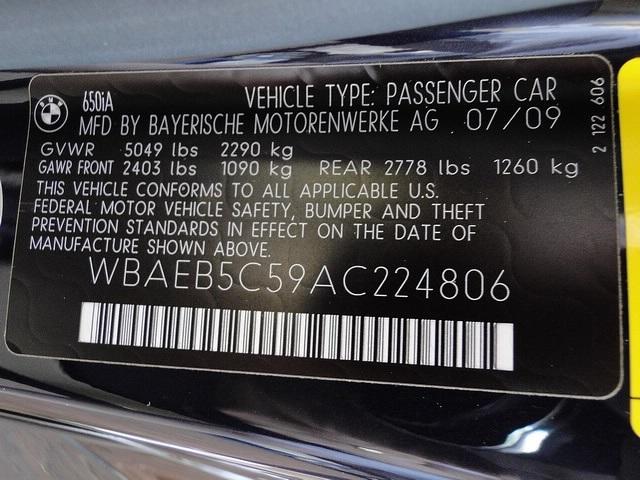 650iA VEHICLE TYPE: PASSENGER CAR
MFD BY BAYERISCHE MOTORENWERKE AG 07/09
GVWR 5049 lbs 2290 kg
GAWR FRONT 2403 lbs 1090 kg REAR 2778 lbs 1260 kg
THIS VEHICLE CONFORMS TO ALL APPLICABLE U.S.
FEDERAL MOTOR VEHICLE SAFETY, BUMPER AND THEFT
PREVENTION STANDARDS IN EFFECT ON THE DATE OF
MANUFACTURE SHOWN ABOVE.
WBAEB5C59AC224806
2 122 606
BMW